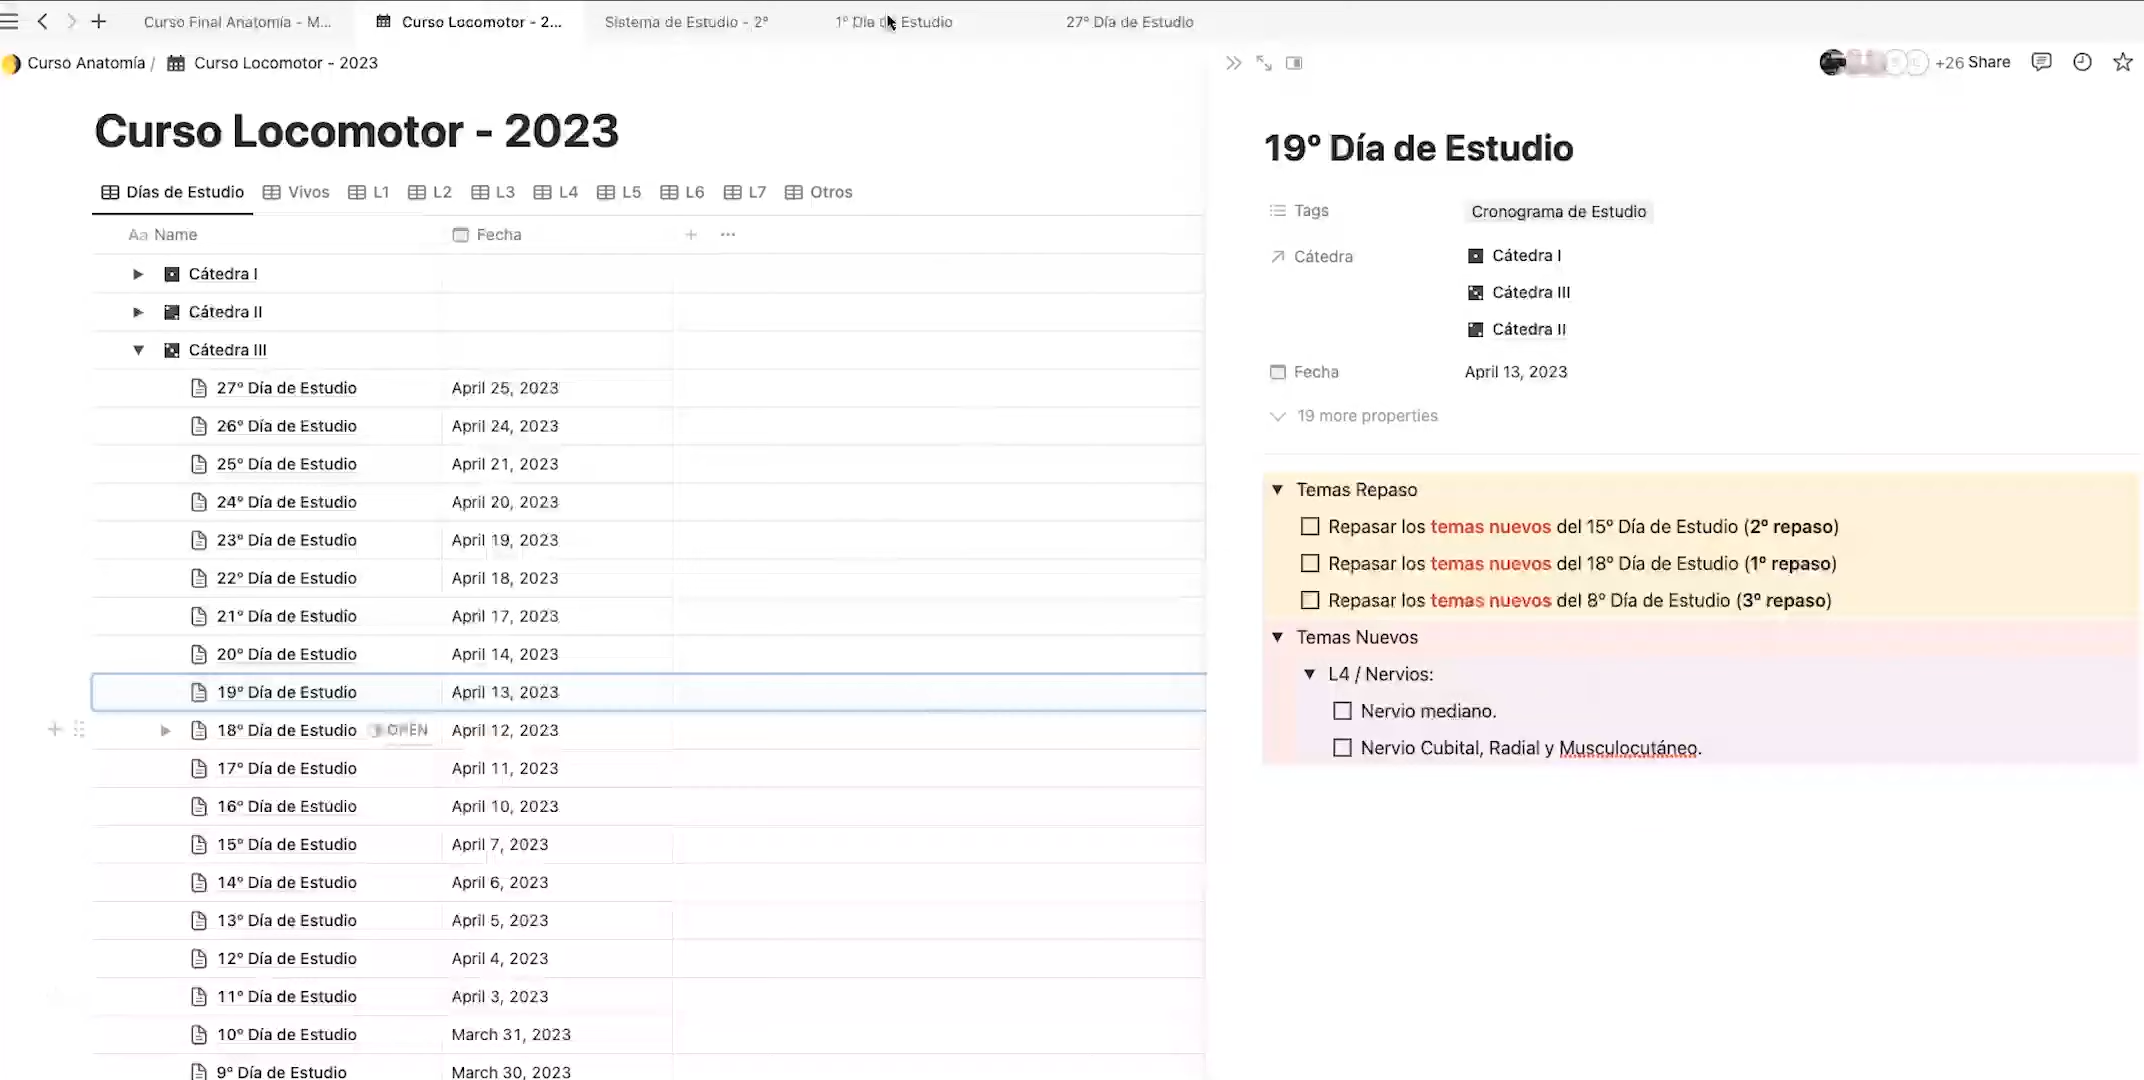 Curso Final Anatomía - M...
Curso Locomotor - 2...
Sistema de Estudio - 2°
1° Día de Estudio
27° Día de Estudio
Curso Anatomía / Curso Locomotor - 2023
+26 Share
Curso Locomotor - 2023
Días de Estudio Vivos L1 L2 L3 L4 L5 L6 L7 Otros
Aa Name Fecha + ...
Cátedra I
Cátedra II
Cátedra III
27° Día de Estudio April 25, 2023
26° Día de Estudio April 24, 2023
25° Día de Estudio April 21, 2023
24° Día de Estudio April 20, 2023
23° Día de Estudio April 19, 2023
22° Día de Estudio April 18, 2023
21° Día de Estudio April 17, 2023
20° Día de Estudio April 14, 2023
19° Día de Estudio April 13, 2023
18° Día de Estudio OPEN April 12, 2023
17° Día de Estudio April 11, 2023
16° Día de Estudio April 10, 2023
15° Día de Estudio April 7, 2023
14° Día de Estudio April 6, 2023
13° Día de Estudio April 5, 2023
12° Día de Estudio April 4, 2023
11° Día de Estudio April 3, 2023
10° Día de Estudio March 31, 2023
9° Día de Estudio March 30, 2023
19° Día de Estudio
Tags Cronograma de Estudio
Cátedra Cátedra I
Cátedra III
Cátedra II
Fecha April 13, 2023
19 more properties
Temas Repaso
Repasar los temas nuevos del 15° Día de Estudio (2° repaso)
Repasar los temas nuevos del 18° Día de Estudio (1° repaso)
Repasar los temas nuevos del 8° Día de Estudio (3° repaso)
Temas Nuevos
L4 / Nervios:
Nervio mediano.
Nervio Cubital, Radial y Musculocutáneo.